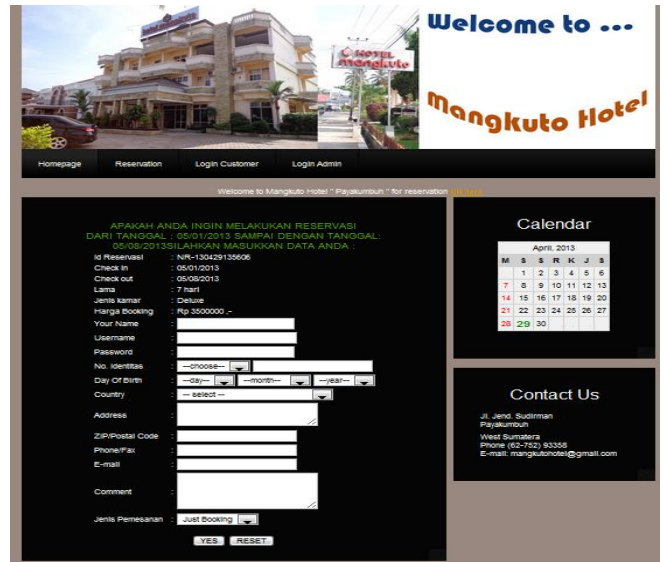 Welcome to ...
Mangkuto Hotel
HOTEL
mangkuto
Homepage Reservation Login Customer Login Admin
Welcome to Mangkuto Hotel " Payakumbuh " for reservation
APAKAH ANDA INGIN MELAKUKAN RESERVASI
DARI TANGGAL : 05/01/2013 SAMPAI DENGAN TANGGAL:
05/08/2013SILAHKAN MASUKKAN DATA ANDA :
Id Reservasi : NR-130429135606
Check In : 05/01/2013
Check out : 05/08/2013
Lama : 7 hari
Jenis kamar : Deluxe
Harga Booking : Rp 3500000 ,-
Your Name :
Username :
Password :
No. Identitas : --choose--
Day Of Birth : --day-- --month-- --year--
Country : -- select --
Address :
ZIP/Postal Code :
Phone/Fax :
E-mail :
Comment :
Jenis Pemesanan : Just Booking
YES RESET
Calendar
April, 2013
M S S R K J S
1 2 3 4 5 6
7 8 9 10 11 12 13
14 15 16 17 18 19 20
21 22 23 24 25 26 27
28 29 30
Contact Us
Jl. Jend. Sudirman
Payakumbuh
West Sumatera
Phone (62-752) 93358
E-mail: mangkutohotel@gmail.com